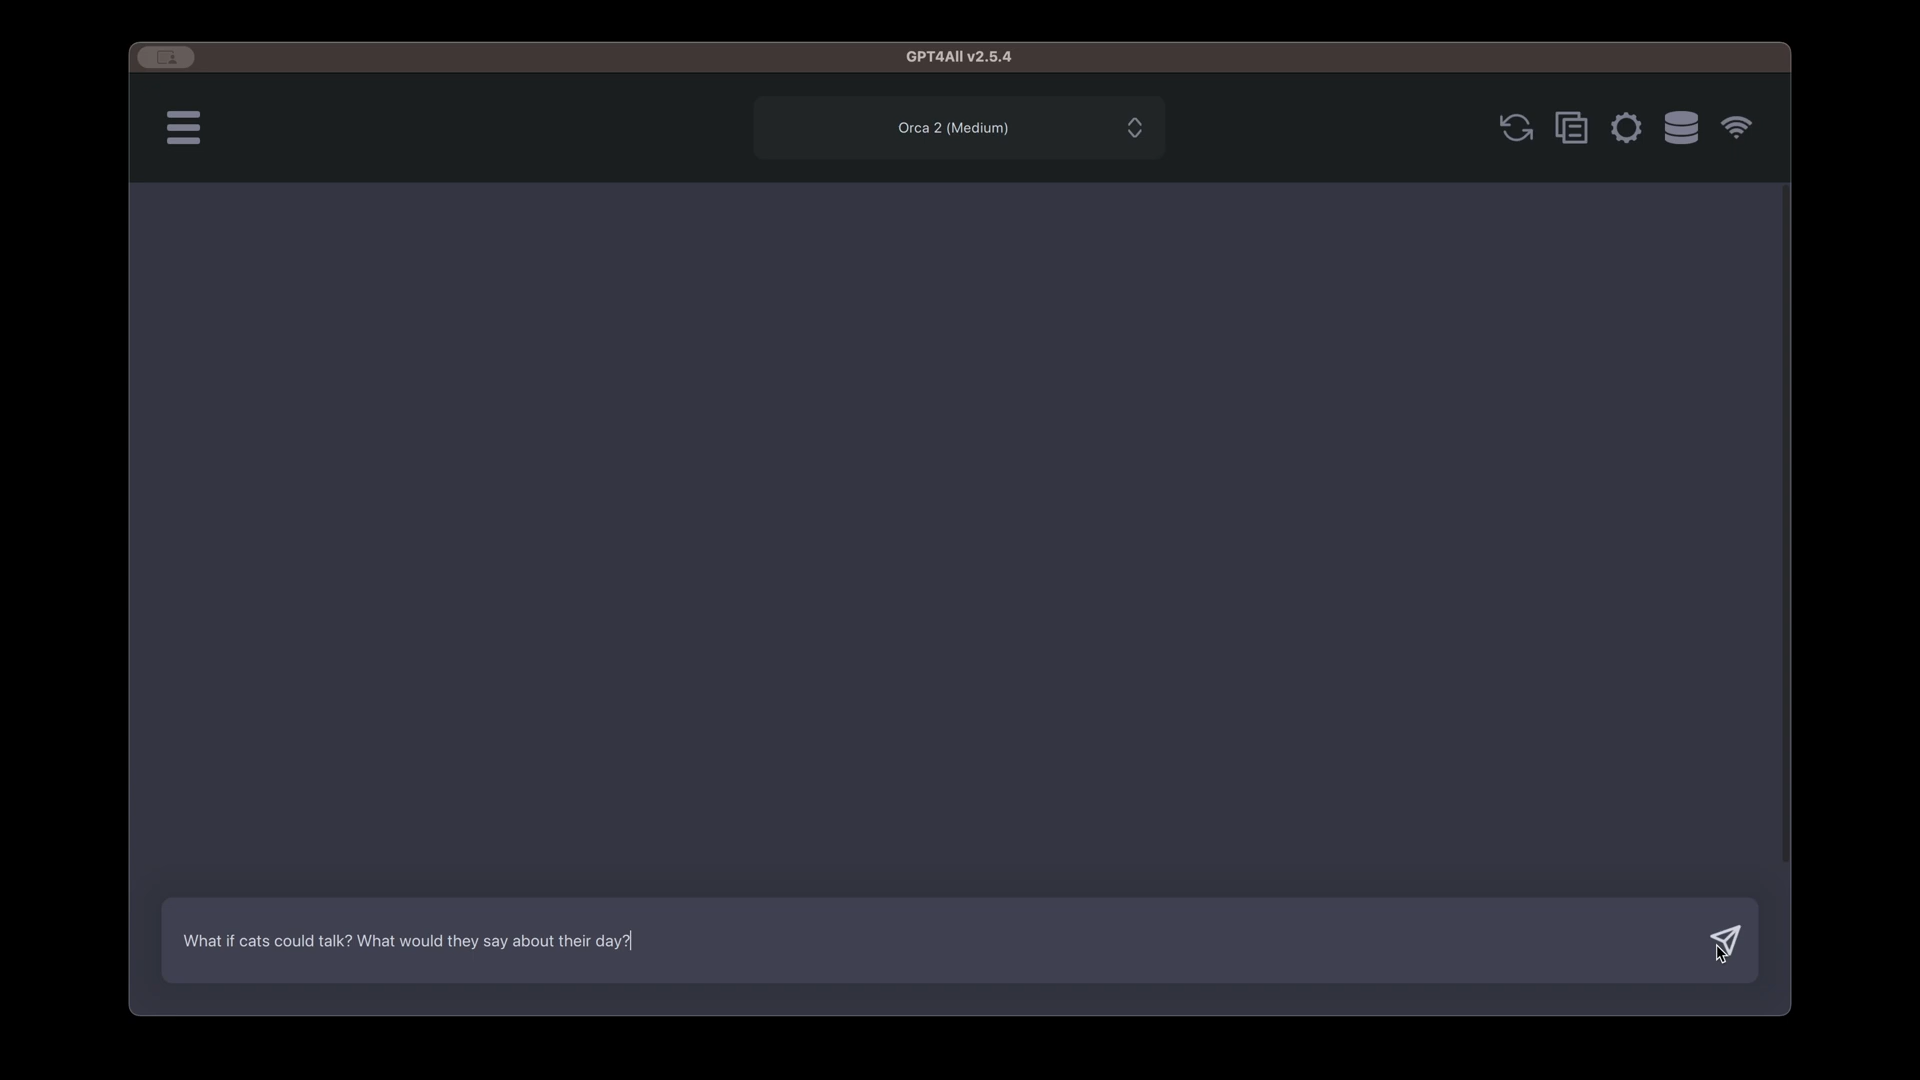 GPT4All v2.5.4
Orca 2 (Medium)
What if cats could talk? What would they say about their day?